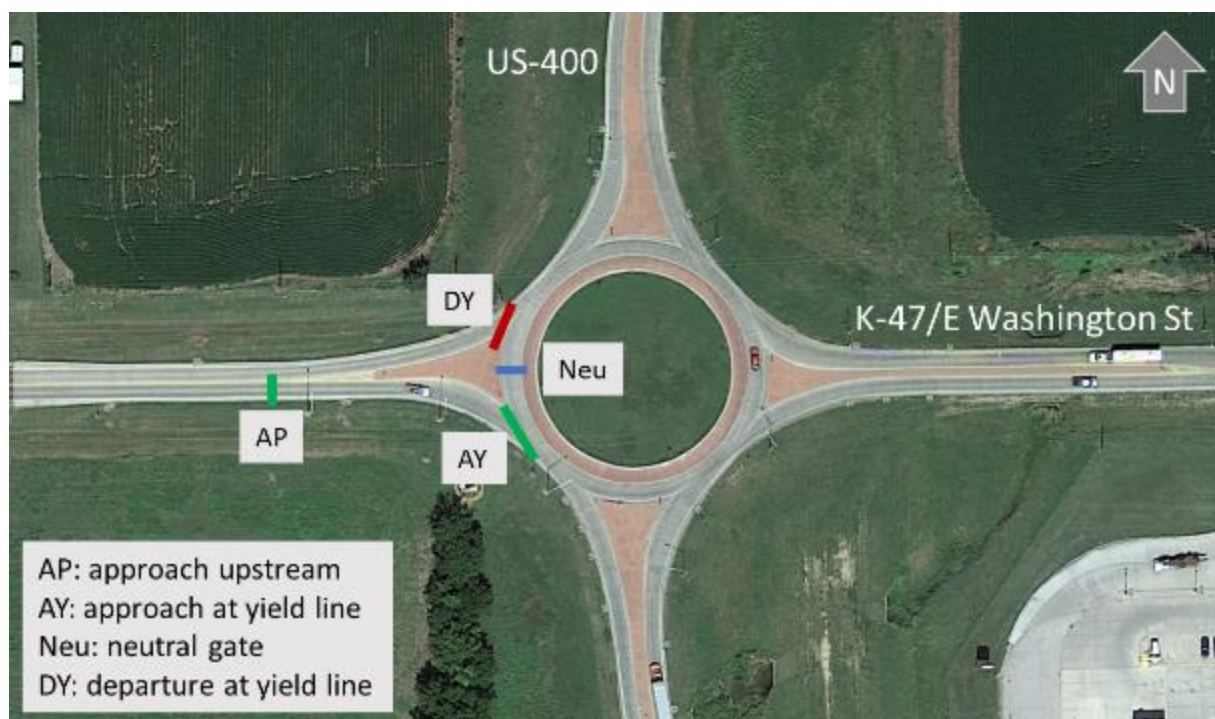 US-400
N
DY
K-47/E Washington St
Neu
AP
AY
AP: approach upstream
AY: approach at yield line
Neu: neutral gate
DY: departure at yield line